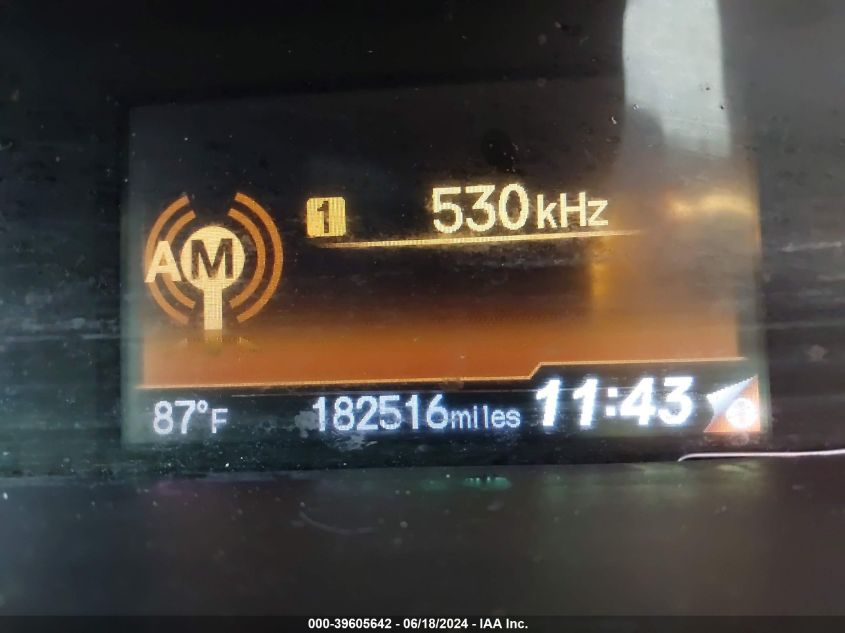 1 530kHz
AM
87°F 182516miles 11:43
000-39605642 - 06/18/2024 - IAA Inc.